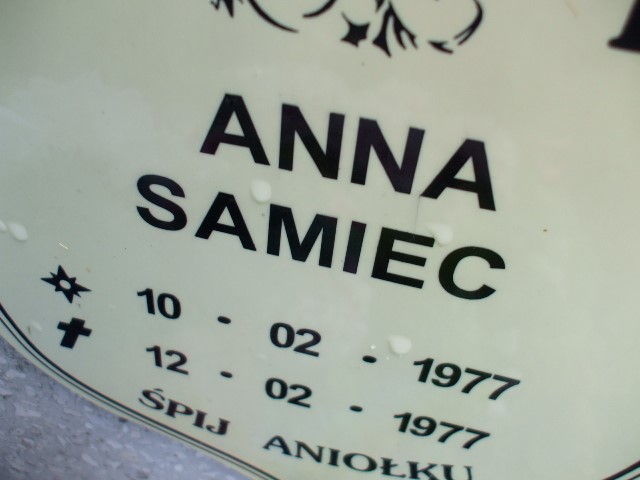 ANNA
SAMIEC
10 - 02 - 1977
12 - 02 - 1977
ŚPIJ ANIOŁKU